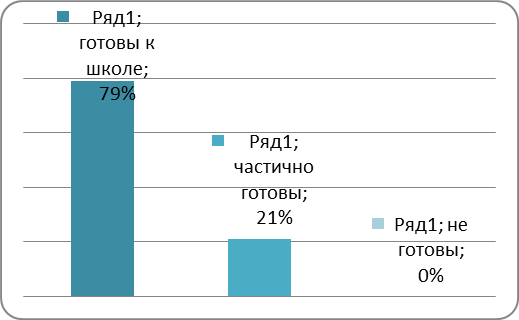 Ряд1;
готовы к
школе;
79%
Ряд1;
частично
готовы;
21%
Ряд1; не
готовы;
0%